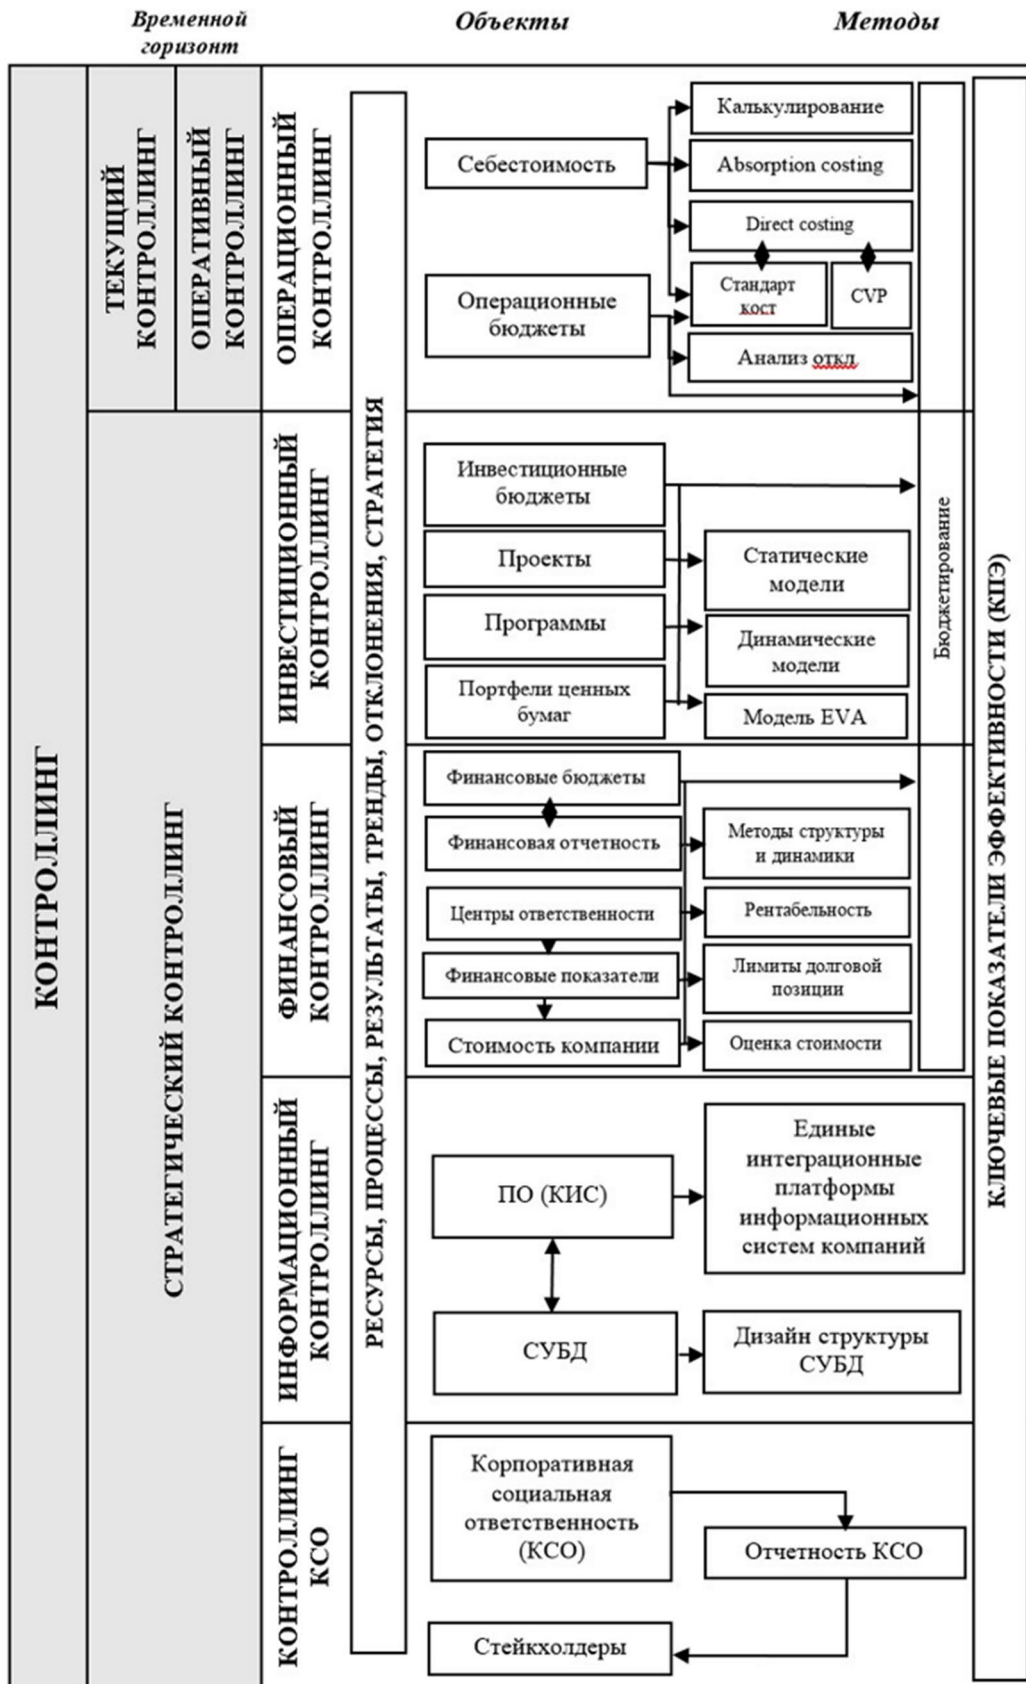 Временной
горизонт
Объекты
Методы
КОНТРОЛЛИНГ
ТЕКУЩИЙ
КОНТРОЛЛИНГ
ОПЕРАТИВНЫЙ
КОНТРОЛЛИНГ
СТРАТЕГИЧЕСКИЙ КОНТРОЛЛИНГ
РЕСУРСЫ, ПРОЦЕССЫ, РЕЗУЛЬТАТЫ, ТРЕНДЫ, ОТКЛОНЕНИЯ, СТРАТЕГИЯ
ОПЕРАЦИОННЫЙ
КОНТРОЛЛИНГ
Себестоимость
Операционные
бюджеты
Калькулирование
Absorption costing
Direct costing
Стандарт
кост
CVP
Анализ откл
ИНВЕСТИЦИОННЫЙ
КОНТРОЛЛИНГ
Инвестиционные
бюджеты
Проекты
Программы
Портфели ценных
бумаг
Статические
модели
Динамические
модели
Модель EVA
Бюджетирование
ФИНАНСОВЫЙ
КОНТРОЛЛИНГ
Финансовые бюджеты
Финансовая отчетность
Центры ответственности
Финансовые показатели
Стоимость компании
Методы структуры
и динамики
Рентабельность
Лимиты долговой
позиции
Оценка стоимости
ИНФОРМАЦИОННЫЙ
КОНТРОЛЛИНГ
ПО (КИС)
СУБД
Единые
интеграционные
платформы
информационных
систем компаний
Дизайн структуры
СУБД
КОНТРОЛЛИНГ
КСО
Корпоративная
социальная
ответственность
(КСО)
Стейкхолдеры
Отчетность КСО
КЛЮЧЕВЫЕ ПОКАЗАТЕЛИ ЭФФЕКТИВНОСТИ (КПЭ)